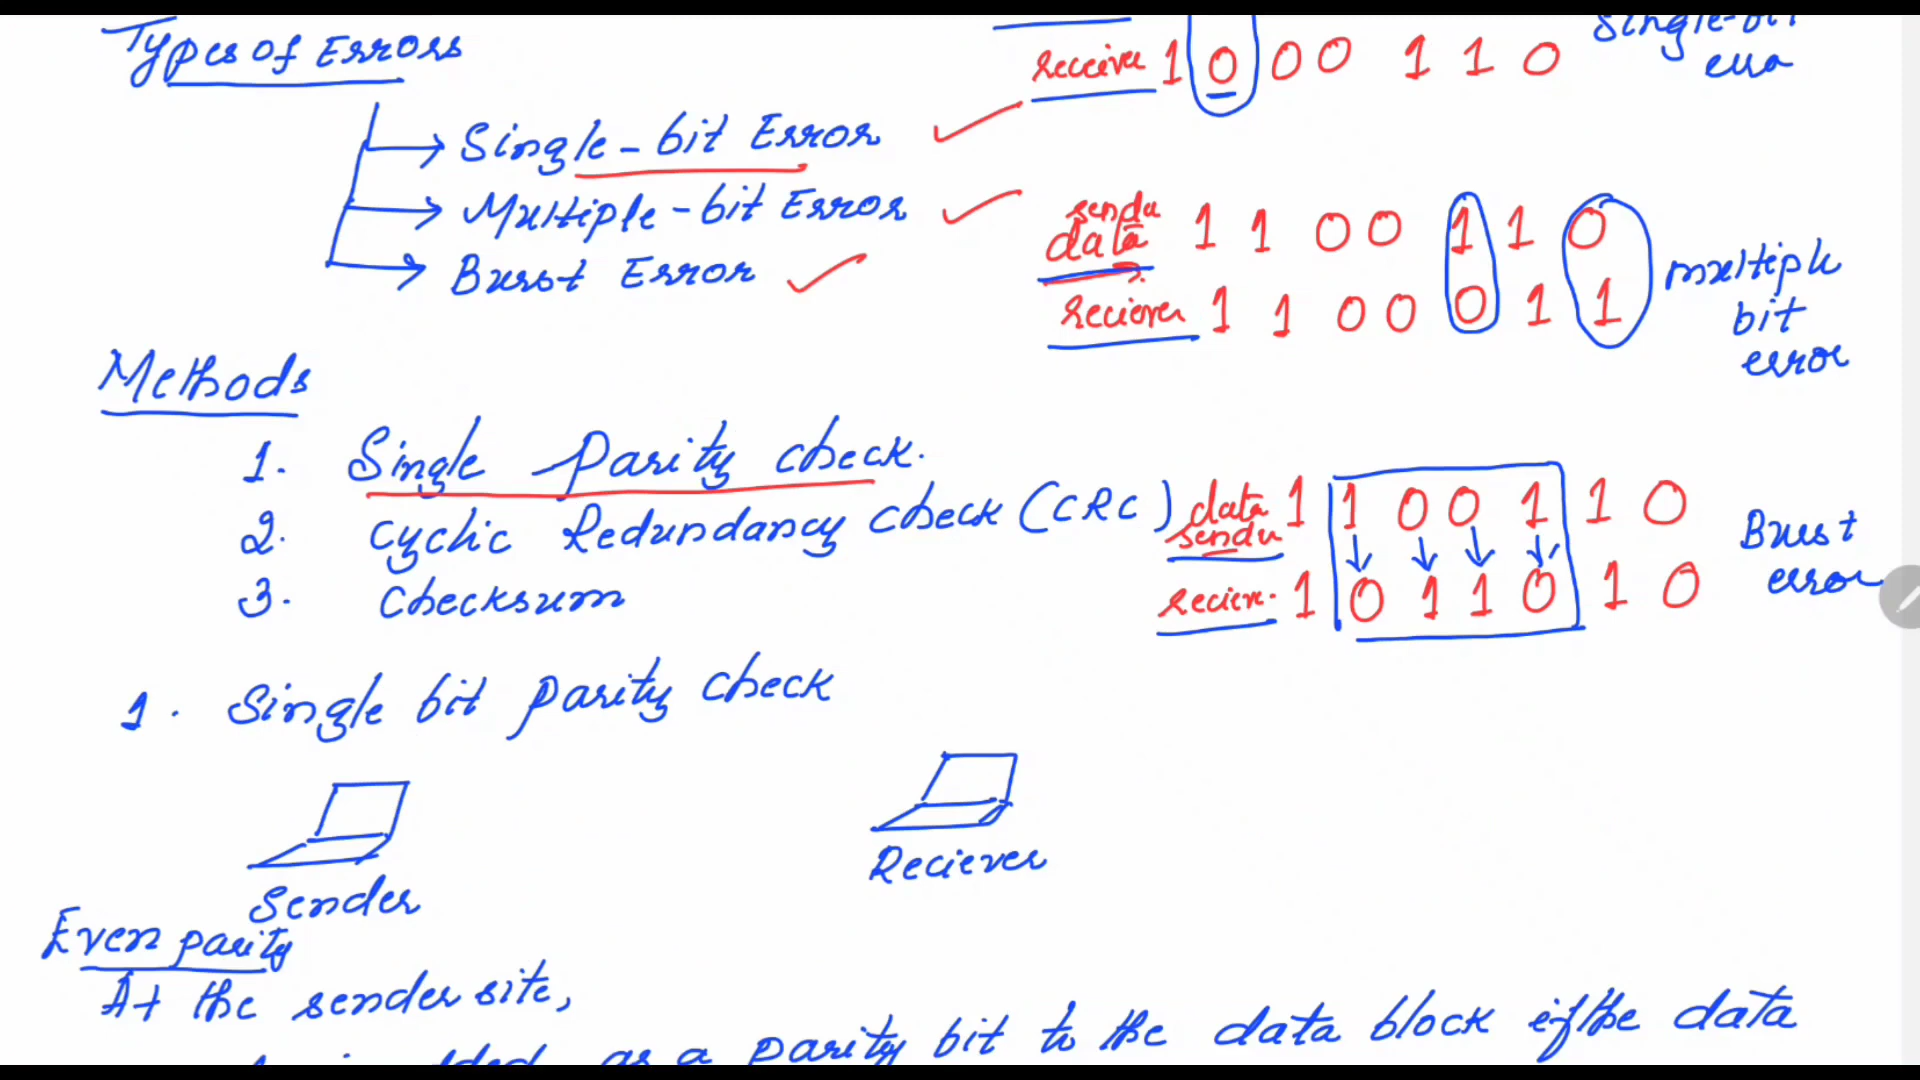 Types of Errors
Single-bit Error
Multiple-bit Error
Burst Error
receiver 1 0 0 0 1 1 0
Single-bit
data 1 1 0 0 1 1 0
reciever 1 1 0 0 0 1 1
multiple
bit
error
Methods
1. Single Parity check.
2. Cyclic Redundancy check (CRC)
3. Checksum
data 1 1 0 0 1 1 0
1 0 1 1 0 1 0
Burst
error
1. Single bit parity check
Sender
Reciever
Even parity
At the sender site,
as a parity bit to the data block if the data